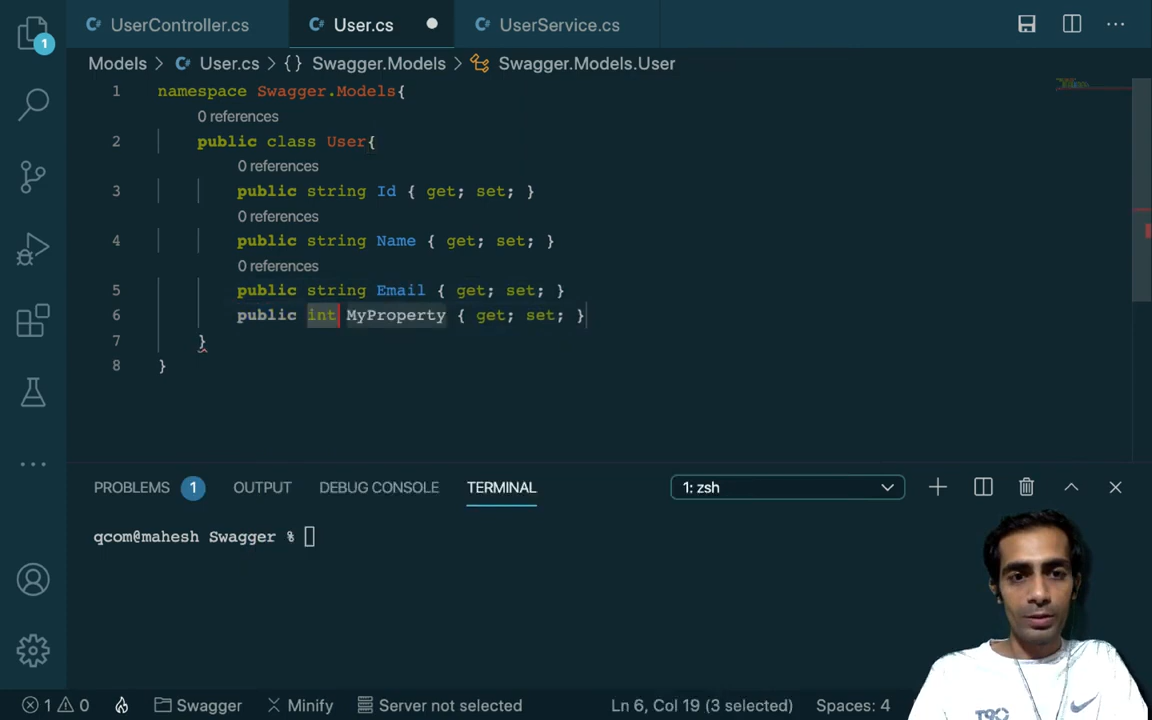 UserController.cs
User.cs
UserService.cs
1
Models > User.cs > {} Swagger.Models > Swagger.Models.User
1 namespace Swagger.Models{
0 references
2 public class User{
0 references
3 public string Id { get; set; }
0 references
4 public string Name { get; set; }
0 references
5 public string Email { get; set; }
6 public int MyProperty { get; set; }
7 }
8 }
PROBLEMS 1 OUTPUT DEBUG CONSOLE TERMINAL 1: zsh
qcom@mahesh Swagger %
1 0 Swagger Minify Server not selected Ln 6, Col 19 (3 selected) Spaces: 4